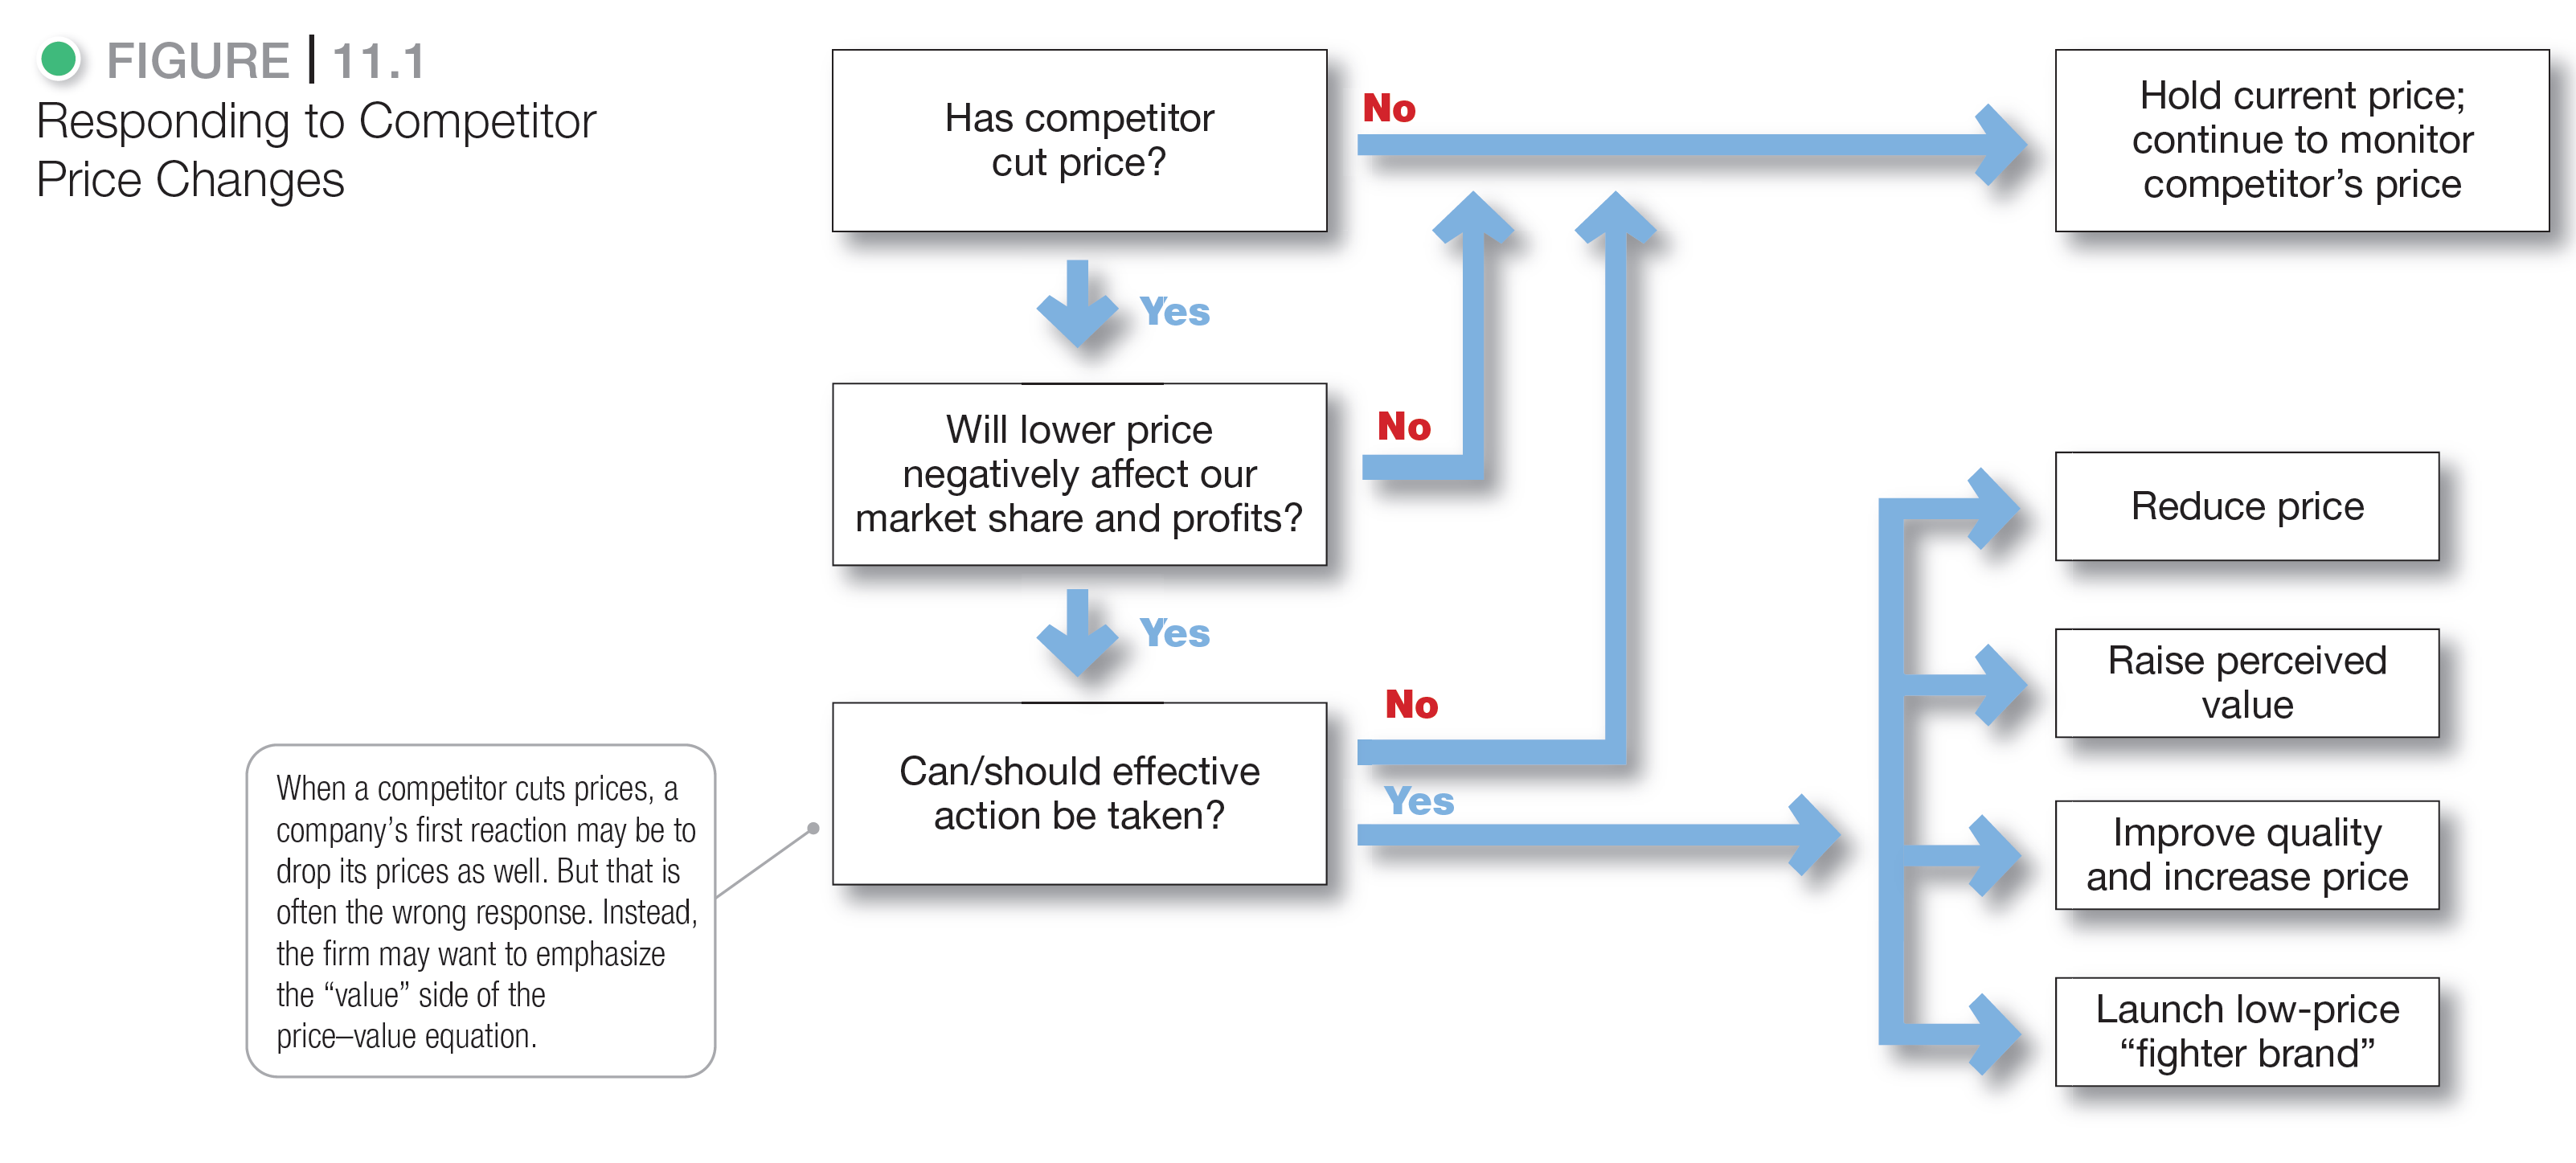 FIGURE | 11.1
Responding to Competitor
Price Changes
Has competitor
cut price?
No
Hold current price;
continue to monitor
competitor’s price
Yes
Will lower price
negatively affect our
market share and profits?
No
Yes
Can/should effective
action be taken?
No
Yes
Reduce price
Raise perceived
value
Improve quality
and increase price
Launch low-price
“fighter brand”
When a competitor cuts prices, a
company’s first reaction may be to
drop its prices as well. But that is
often the wrong response. Instead,
the firm may want to emphasize
the “value” side of the
price–value equation.